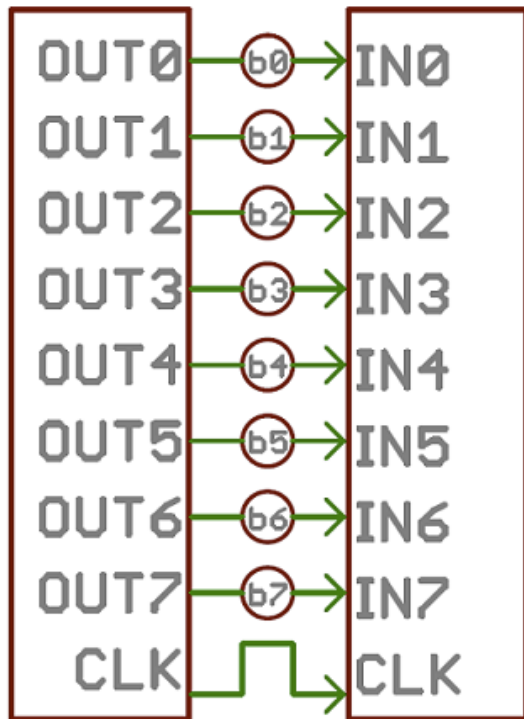 OUT0 b0 IN0
OUT1 b1 IN1
OUT2 b2 IN2
OUT3 b3 IN3
OUT4 b4 IN4
OUT5 b5 IN5
OUT6 b6 IN6
OUT7 b7 IN7
CLK CLK